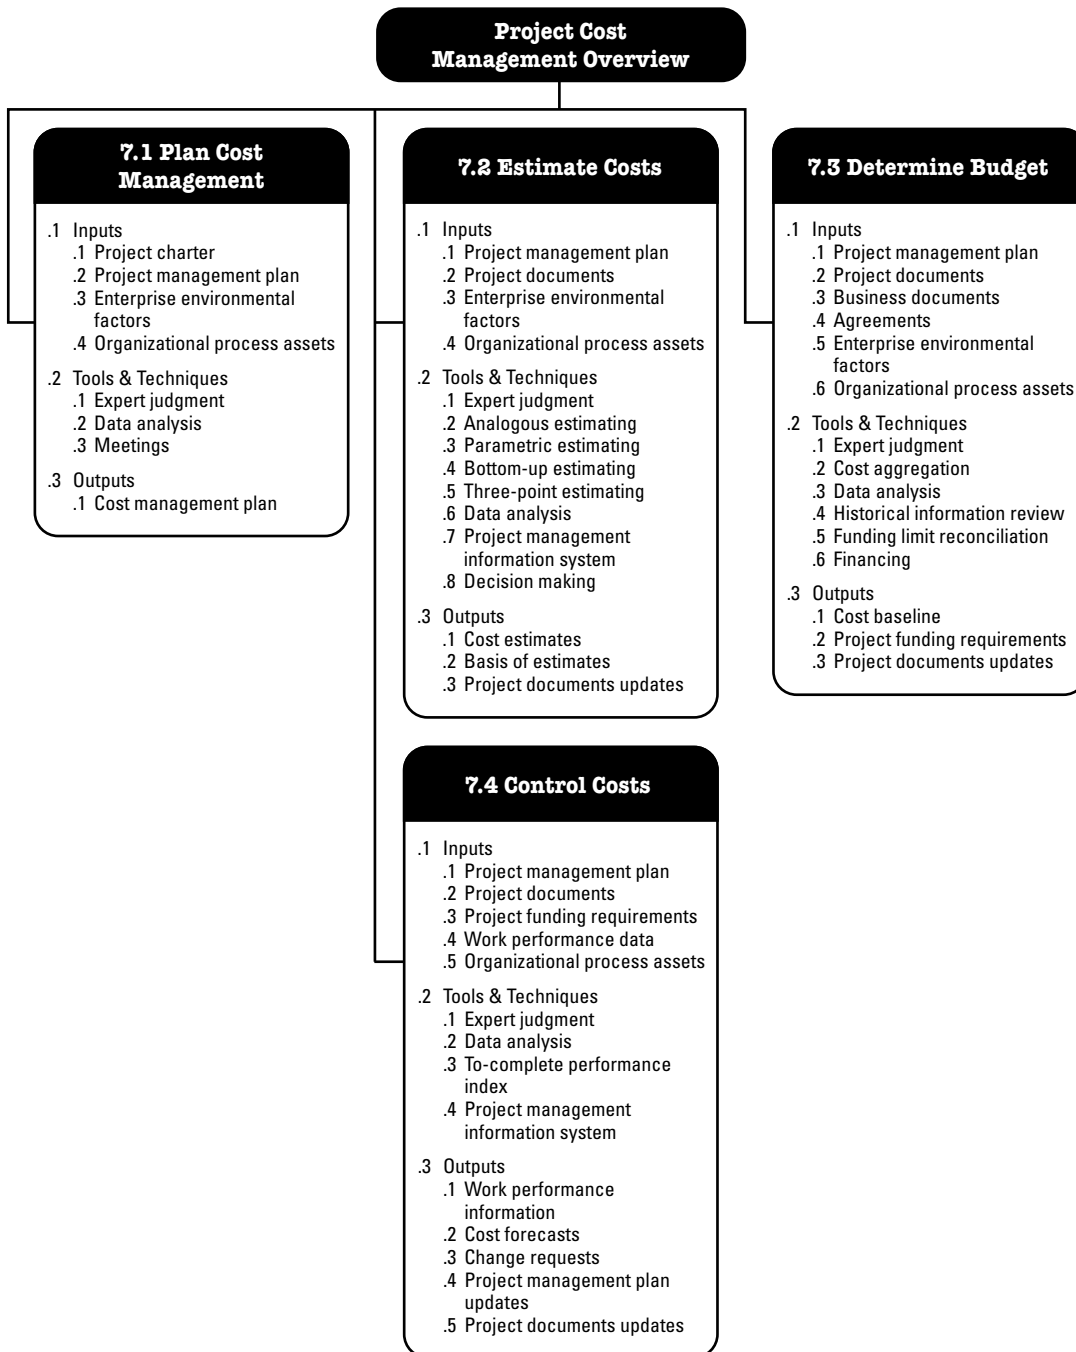 Project Cost
Management Overview
7.1 Plan Cost
Management
.1 Inputs
.1 Project charter
.2 Project management plan
.3 Enterprise environmental
factors
.4 Organizational process assets
.2 Tools & Techniques
.1 Expert judgment
.2 Data analysis
.3 Meetings
.3 Outputs
.1 Cost management plan
7.2 Estimate Costs
.1 Inputs
.1 Project management plan
.2 Project documents
.3 Enterprise environmental
factors
.4 Organizational process assets
.2 Tools & Techniques
.1 Expert judgment
.2 Analogous estimating
.3 Parametric estimating
.4 Bottom-up estimating
.5 Three-point estimating
.6 Data analysis
.7 Project management
information system
.8 Decision making
.3 Outputs
.1 Cost estimates
.2 Basis of estimates
.3 Project documents updates
7.3 Determine Budget
.1 Inputs
.1 Project management plan
.2 Project documents
.3 Business documents
.4 Agreements
.5 Enterprise environmental
factors
.6 Organizational process assets
.2 Tools & Techniques
.1 Expert judgment
.2 Cost aggregation
.3 Data analysis
.4 Historical information review
.5 Funding limit reconciliation
.6 Financing
.3 Outputs
.1 Cost baseline
.2 Project funding requirements
.3 Project documents updates
7.4 Control Costs
.1 Inputs
.1 Project management plan
.2 Project documents
.3 Project funding requirements
.4 Work performance data
.5 Organizational process assets
.2 Tools & Techniques
.1 Expert judgment
.2 Data analysis
.3 To-complete performance
index
.4 Project management
information system
.3 Outputs
.1 Work performance
information
.2 Cost forecasts
.3 Change requests
.4 Project management plan
updates
.5 Project documents updates